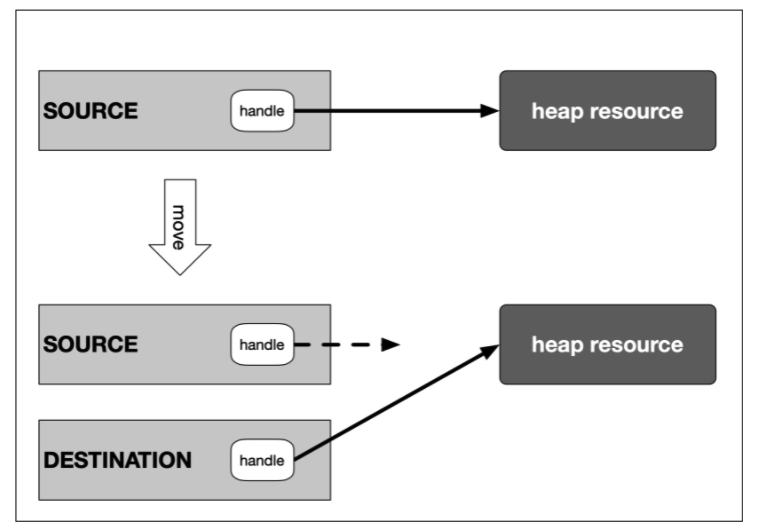 SOURCE
handle
heap resource
move
SOURCE
handle
heap resource
DESTINATION
handle